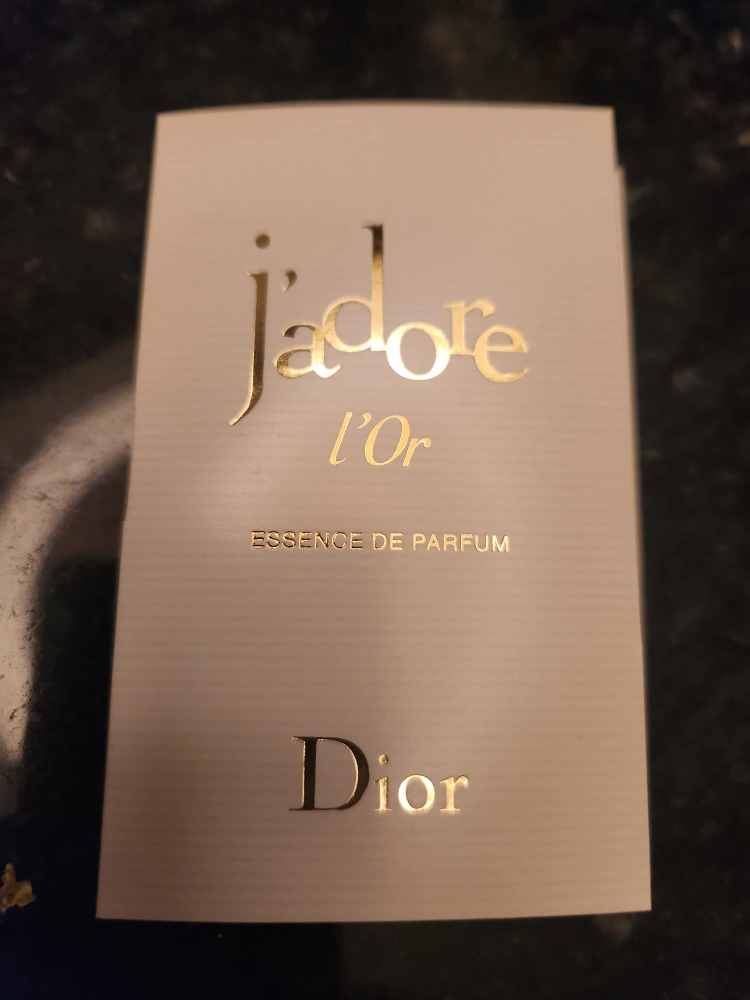 j'adore
l'Or
ESSENCE DE PARFUM
Dior